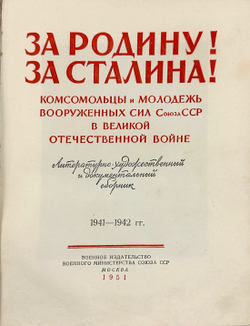 ЗА РОДИНУ!
ЗА СТАЛИНА!
КОМСОМОЛЬЦЫ и МОЛОДЕЖЬ
ВООРУЖЕННЫХ СИЛ СОЮЗА ССР
В ВЕЛИКОЙ
ОТЕЧЕСТВЕННОЙ ВОЙНЕ
Литературно-художественный
и документальный
сборник
1941—1942 гг.
ВОЕННОЕ ИЗДАТЕЛЬСТВО
ВОЕННОГО МИНИСТЕРСТВА СОЮЗА ССР
МОСКВА
1951